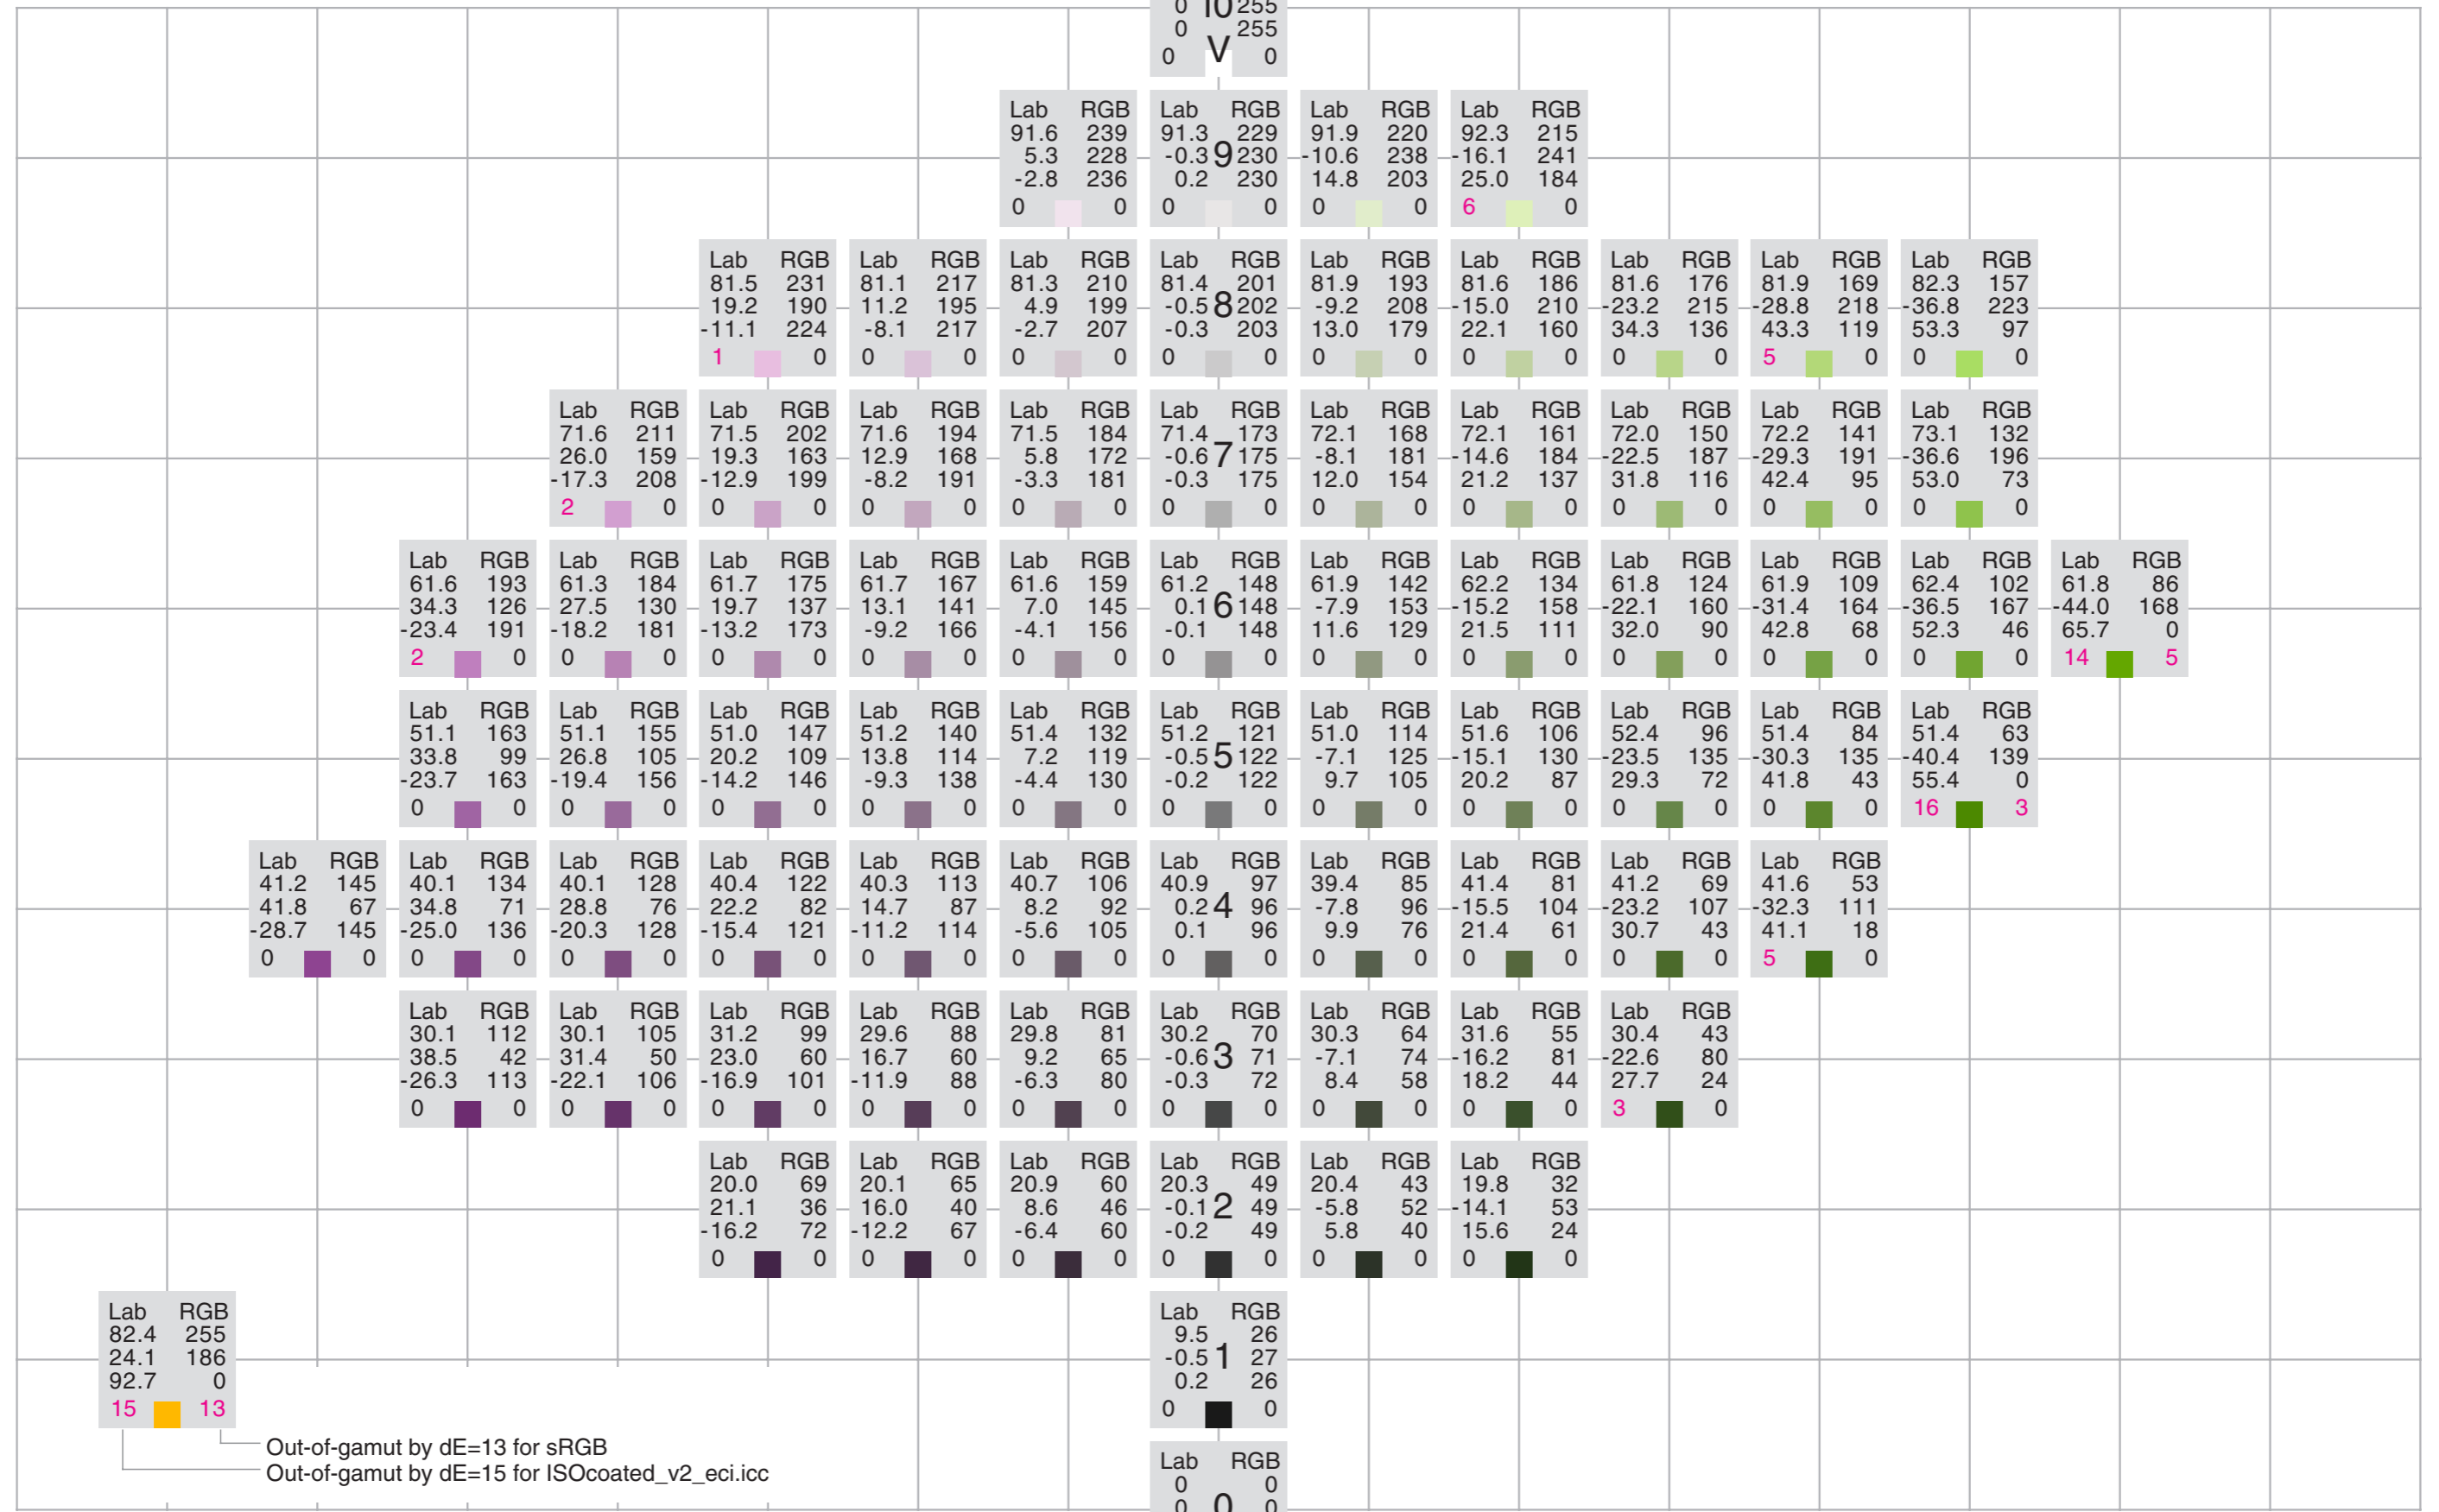 0 10 255
0 255
V
0 0
Lab RGB Lab RGB Lab RGB Lab RGB
91.6 239 91.3 229 91.9 220 92.3 215
5.3 228 -0.3 9 230 -10.6 238 -16.1 241
-2.8 236 0.2 230 14.8 203 25.0 184
0 0 0 0 0 0 6 0
Lab RGB Lab RGB Lab RGB Lab RGB Lab RGB Lab RGB Lab RGB Lab RGB Lab RGB
81.5 231 81.1 217 81.3 210 81.4 201 81.9 193 81.6 186 81.6 176 81.9 169 82.3 157
19.2 190 11.2 195 4.9 199 -0.5 8 202 -9.2 208 -15.0 210 -23.2 215 -28.8 218 -36.8 223
-11.1 224 -8.1 217 -2.7 207 -0.3 203 13.0 179 22.1 160 34.3 136 43.3 119 53.3 97
1 0 0 0 0 0 0 0 0 0 0 0 0 0 5 0 0 0
Lab RGB Lab RGB Lab RGB Lab RGB Lab RGB Lab RGB Lab RGB Lab RGB Lab RGB Lab RGB
71.6 211 71.5 202 71.6 194 71.5 184 71.4 173 72.1 168 72.1 161 72.0 150 72.2 141 73.1 132
26.0 159 19.3 163 12.9 168 5.8 172 -0.6 7 175 -8.1 181 -14.6 184 -22.5 187 -29.3 191 -36.6 196
-17.3 208 -12.9 199 -8.2 191 -3.3 181 -0.3 175 12.0 154 21.2 137 31.8 116 42.4 95 53.0 73
2 0 0 0 0 0 0 0 0 0 0 0 0 0 0 0 0 0 0 0
Lab RGB Lab RGB Lab RGB Lab RGB Lab RGB Lab RGB Lab RGB Lab RGB Lab RGB Lab RGB Lab RGB Lab RGB
61.6 193 61.3 184 61.7 175 61.7 167 61.6 159 61.2 148 61.9 142 62.2 134 61.8 124 61.9 109 62.4 102 61.8 86
34.3 126 27.5 130 19.7 137 13.1 141 7.0 145 0.1 6 148 -7.9 153 -15.2 158 -22.1 160 -31.4 164 -36.5 167 -44.0 168
-23.4 191 -18.2 181 -13.2 173 -9.2 166 -4.1 156 -0.1 148 11.6 129 21.5 111 32.0 90 42.8 68 52.3 46 65.7 0
2 0 0 0 0 0 0 0 0 0 0 0 0 0 0 0 0 0 0 0 0 0 14 5
Lab RGB Lab RGB Lab RGB Lab RGB Lab RGB Lab RGB Lab RGB Lab RGB Lab RGB Lab RGB Lab RGB
51.1 163 51.1 155 51.0 147 51.2 140 51.4 132 51.2 121 51.0 114 51.6 106 52.4 96 51.4 84 51.4 63
33.8 99 26.8 105 20.2 109 13.8 114 7.2 119 -0.5 5 122 -7.1 125 -15.1 130 -23.5 135 -30.3 135 -40.4 139
-23.7 163 -19.4 156 -14.2 146 -9.3 138 -4.4 130 -0.2 122 9.7 105 20.2 87 29.3 72 41.8 43 55.4 0
0 0 0 0 0 0 0 0 0 0 0 0 0 0 0 0 0 0 0 0 16 3
Lab RGB Lab RGB Lab RGB Lab RGB Lab RGB Lab RGB Lab RGB Lab RGB Lab RGB Lab RGB Lab RGB
41.2 145 40.1 134 40.1 128 40.4 122 40.3 113 40.7 106 40.9 97 39.4 85 41.4 81 41.2 69 41.6 53
41.8 67 34.8 71 28.8 76 22.2 82 14.7 87 8.2 92 0.2 4 96 -7.8 96 -15.5 104 -23.2 107 -32.3 111
-28.7 145 -25.0 136 -20.3 128 -15.4 121 -11.2 114 -5.6 105 0.1 96 9.9 76 21.4 61 30.7 43 41.1 18
0 0 0 0 0 0 0 0 0 0 0 0 0 0 0 0 0 0 0 0 5 0
Lab RGB Lab RGB Lab RGB Lab RGB Lab RGB Lab RGB Lab RGB Lab RGB Lab RGB
30.1 112 30.1 105 31.2 99 29.6 88 29.8 81 30.2 70 30.3 64 31.6 55 30.4 43
38.5 42 31.4 50 23.0 60 16.7 60 9.2 65 -0.6 3 71 -7.1 74 -16.2 81 -22.6 80
-26.3 113 -22.1 106 -16.9 101 -11.9 88 -6.3 80 -0.3 72 8.4 58 18.2 44 27.7 24
0 0 0 0 0 0 0 0 0 0 0 0 0 0 0 0 3 0
Lab RGB Lab RGB Lab RGB Lab RGB Lab RGB Lab RGB
20.0 69 20.1 65 20.9 60 20.3 49 20.4 43 19.8 32
21.1 36 16.0 40 8.6 46 -0.1 2 49 -5.8 52 -14.1 53
-16.2 72 -12.2 67 -6.4 60 -0.2 49 5.8 40 15.6 24
0 0 0 0 0 0 0 0 0 0 0 0
Lab RGB Lab RGB
82.4 255 9.5 26
24.1 186 -0.5 1 27
92.7 0 0.2 26
15 13 0 0
Out-of-gamut by dE=13 for sRGB
Out-of-gamut by dE=15 for ISOcoated_v2_eci.icc
Lab RGB
0 0
0 0 0